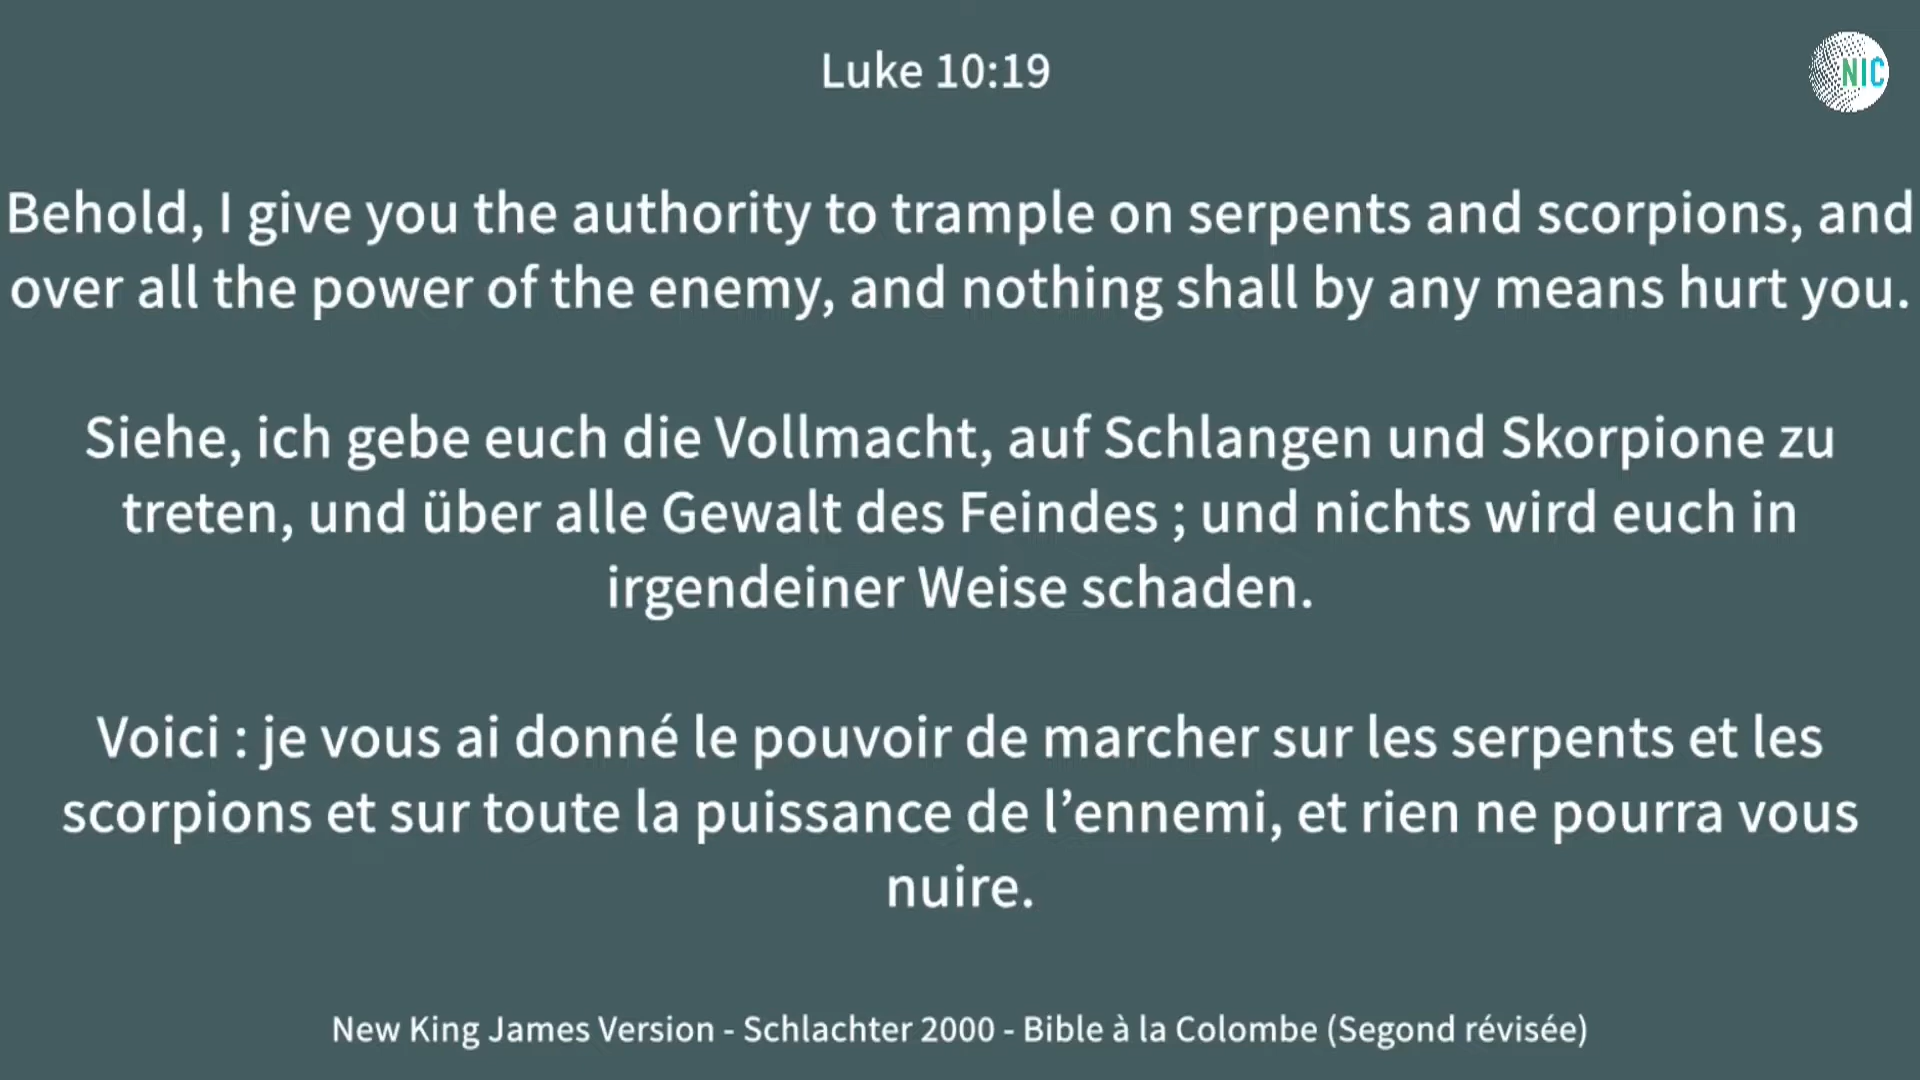 Luke 10:19
NIC
Behold, I give you the authority to trample on serpents and scorpions, and
over all the power of the enemy, and nothing shall by any means hurt you.
Siehe, ich gebe euch die Vollmacht, auf Schlangen und Skorpione zu
treten, und über alle Gewalt des Feindes ; und nichts wird euch in
irgendeiner Weise schaden.
Voici : je vous ai donné le pouvoir de marcher sur les serpents et les
scorpions et sur toute la puissance de l’ennemi, et rien ne pourra vous
nuire.
New King James Version - Schlachter 2000 - Bible à la Colombe (Segond révisée)